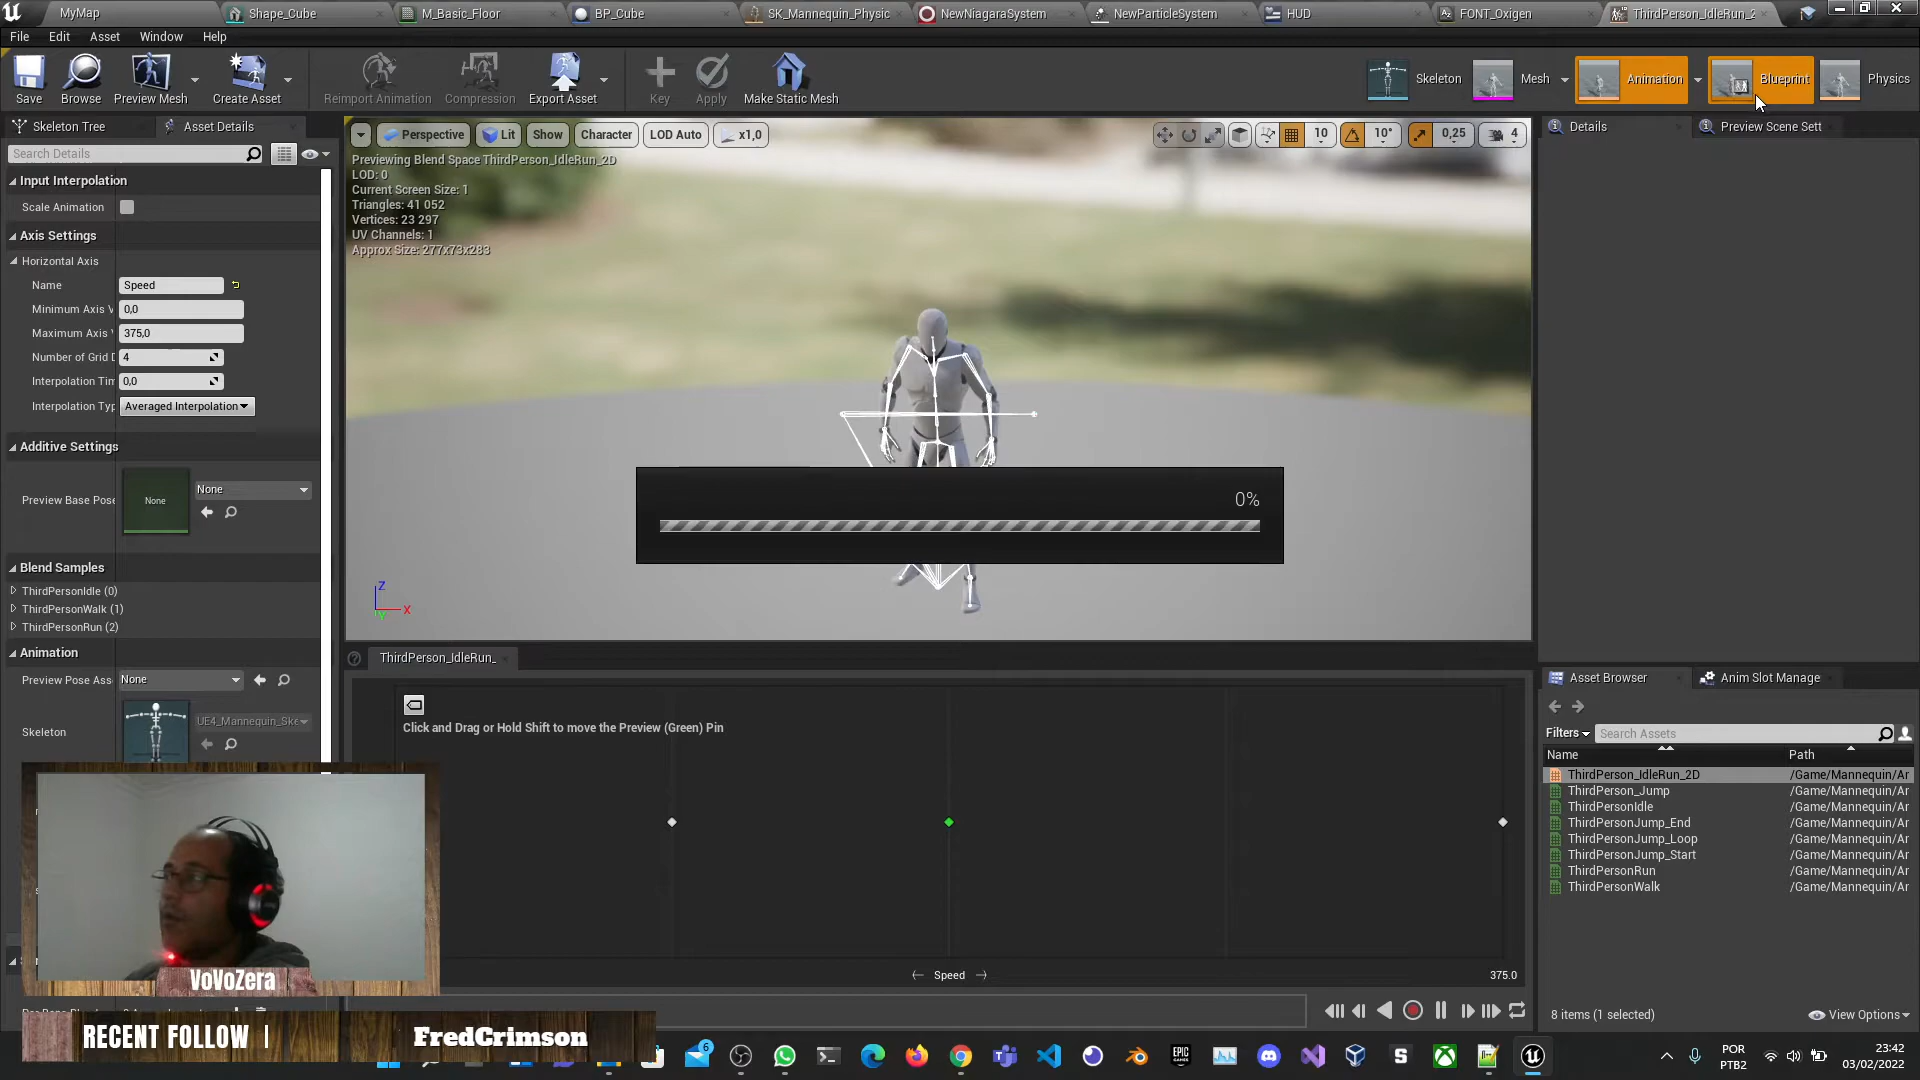 MyMap
Shape_Cube
M_Basic_Floor
BP_Cube
SK_Mannequin_Physic
NewNiagaraSystem
NewParticleSystem
HUD
FONT_Oxigen
ThirdPerson_IdleRun_2
File
Edit
Asset
Window
Help
Save
Browse
Preview Mesh
Create Asset
Reimport Animation
Compression
Export Asset
Key
Apply
Make Static Mesh
Skeleton
Mesh
Animation
Blueprint
Physics
Skeleton Tree
Asset Details
Search Details
Input Interpolation
Scale Animation
Axis Settings
Horizontal Axis
Name
Speed
Minimum Axis V
0,0
Maximum Axis
375,0
Number of Grid D
4
Interpolation Tim
0,0
Interpolation Typ
Averaged Interpolation
Additive Settings
Preview Base Pose
None
None
Blend Samples
ThirdPersonIdle (0)
ThirdPersonWalk (1)
ThirdPersonRun (2)
Animation
Preview Pose Ass
None
Skeleton
UE4_Mannequin_Ske
Perspective
Lit
Show
Character
LOD Auto
x1,0
10
10°
0,25
4
Previewing Blend Space ThirdPerson_IdleRun_2D
LOD: 0
Current Screen Size: 1
Triangles: 41 052
Vertices: 23 297
UV Channels: 1
Approx Size: 277x73x283
0%
Z
X
Y
ThirdPerson_IdleRun_
Click and Drag or Hold Shift to move the Preview (Green) Pin
Speed
375.0
Details
Preview Scene Sett
Asset Browser
Anim Slot Manage
Filters
Search Assets
Name
Path
ThirdPerson_IdleRun_2D /Game/Mannequin/Ar
ThirdPerson_Jump /Game/Mannequin/Ar
ThirdPersonIdle /Game/Mannequin/Ar
ThirdPersonJump_End /Game/Mannequin/Ar
ThirdPersonJump_Loop /Game/Mannequin/Ar
ThirdPersonJump_Start /Game/Mannequin/Ar
ThirdPersonRun /Game/Mannequin/Ar
ThirdPersonWalk /Game/Mannequin/Ar
8 items (1 selected)
View Options
VoVoZera
RECENT FOLLOW |
FredCrimson
6
EPIC
GAMES
S
POR
PTB2
23:42
03/02/2022